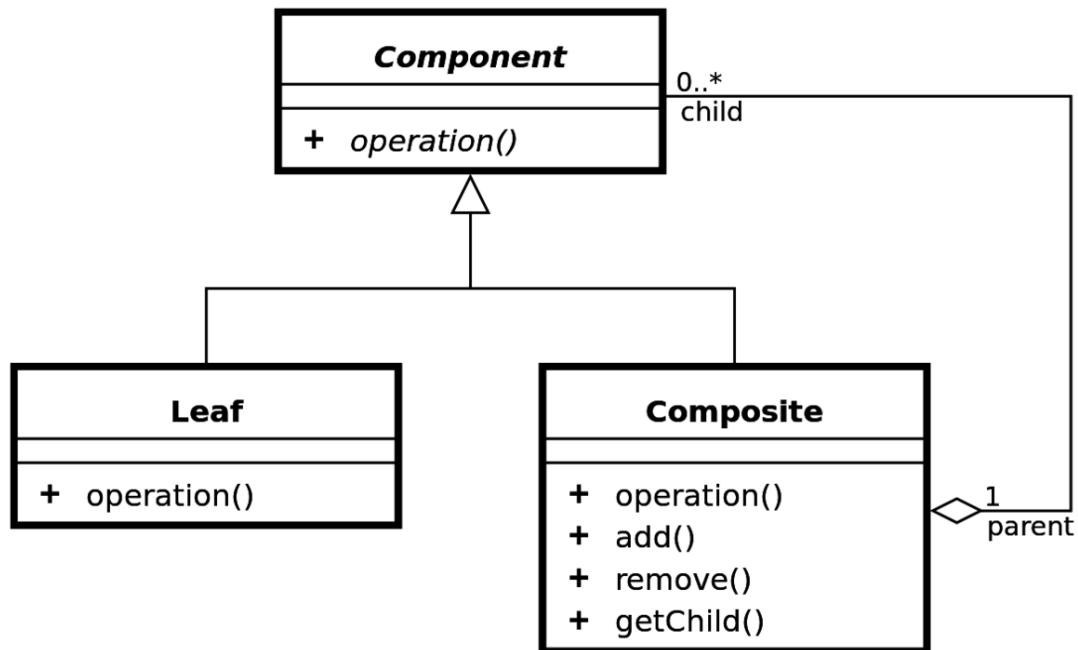 Component
+ operation()
0..*
child
Leaf
+ operation()
Composite
+ operation()
+ add()
+ remove()
+ getChild()
1
parent